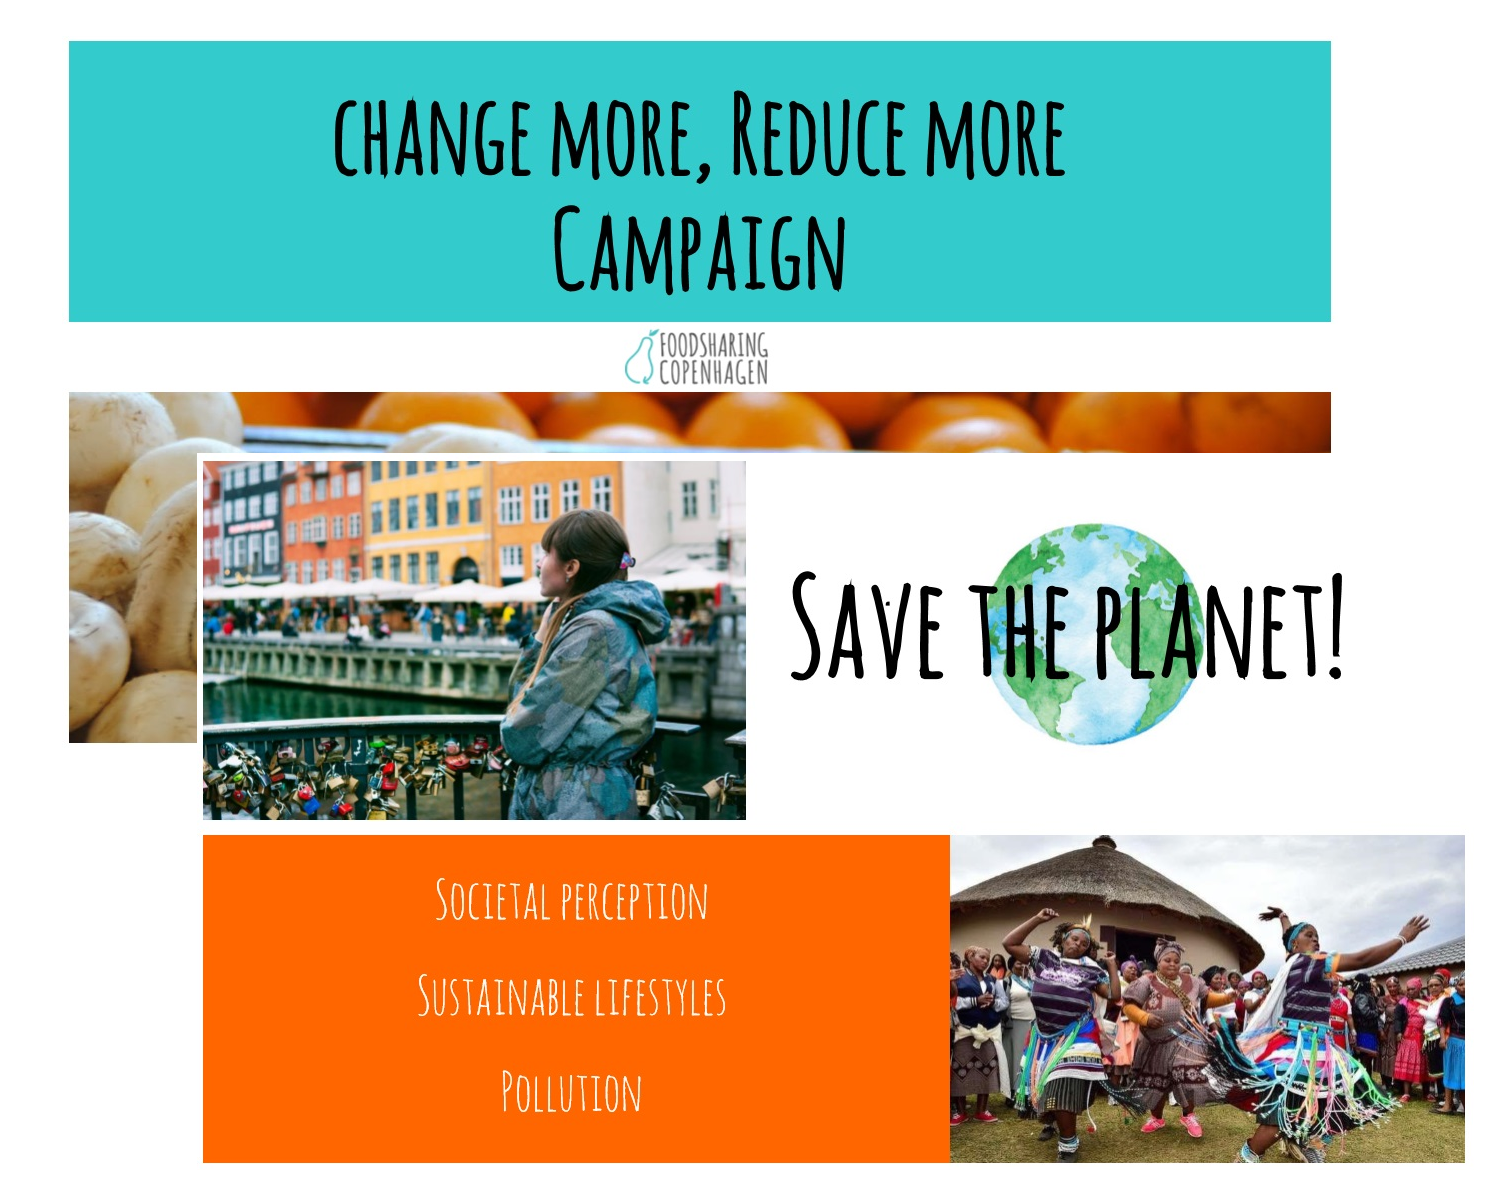 change more, Reduce more
Campaign
FOODSHARING
COPENHAGEN
Save the planet!
Societal perception
Sustainable lifestyles
Pollution